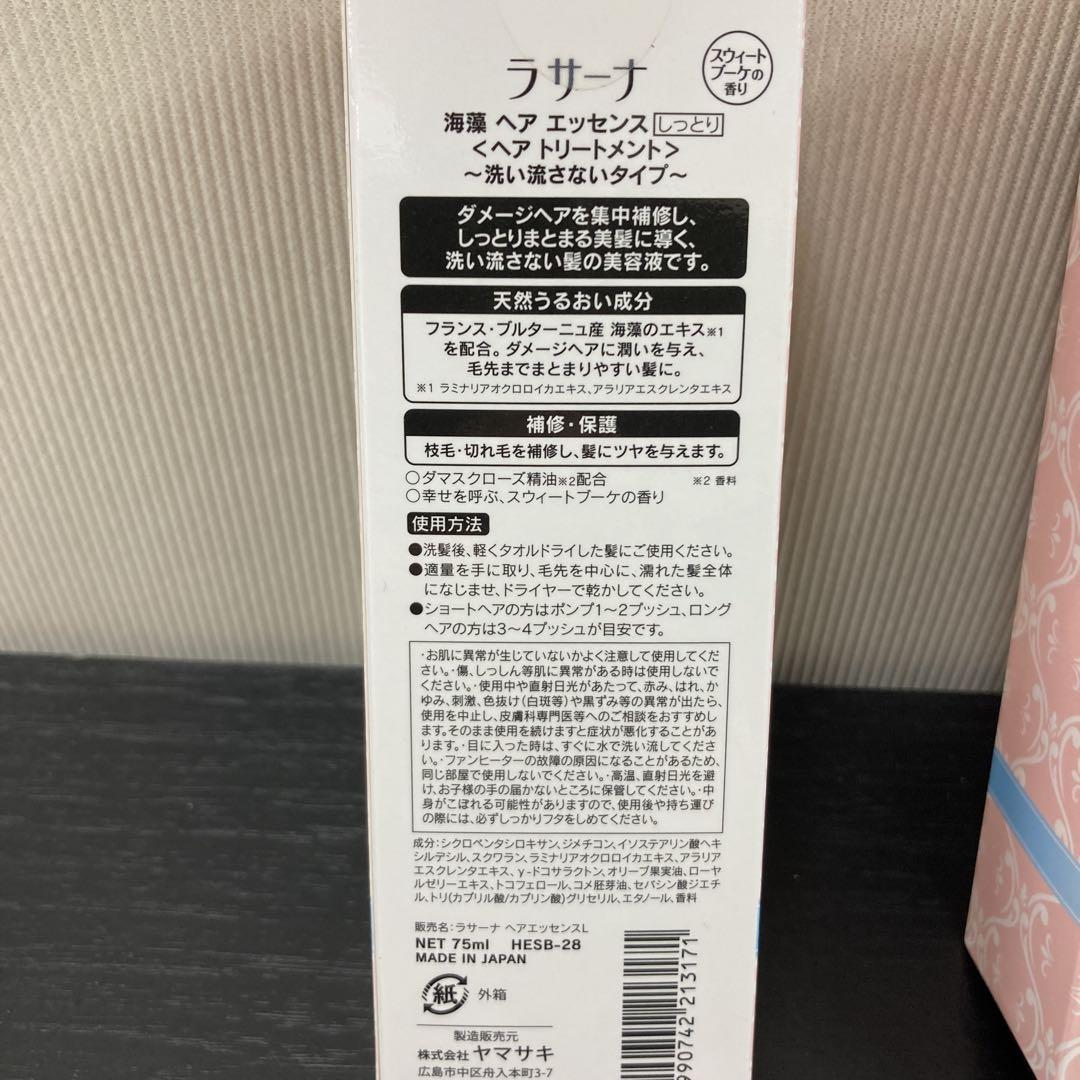 ラサーナ
スウィート
ブーケの
香り
海藻 ヘア エッセンス しっとり
<ヘア トリートメント>
〜洗い流さないタイプ〜
ダメージヘアを集中補修し、
しっとりまとまる美髪に導く、
洗い流さない髪の美容液です。
天然うるおい成分
フランス・ブルターニュ産 海藻のエキス※1
を配合。ダメージヘアに潤いを与え、
毛先までまとまりやすい髪に。
※1 ラミナリアオクロロイカエキス、アラリアエスクレンタエキス
補修・保護
枝毛・切れ毛を補修し、髪にツヤを与えます。
○ダマスクローズ精油※2配合 ※2 香料
○幸せを呼ぶ、スウィートブーケの香り
使用方法
●洗髪後、軽くタオルドライした髪にご使用ください。
●適量を手に取り、毛先を中心に、濡れた髪全体
になじませ、ドライヤーで乾かしてください。
●ショートヘアの方はポンプ1〜2プッシュ、ロング
ヘアの方は3〜4プッシュが目安です。
・お肌に異常が生じていないかよく注意して使用してくだ
さい。・傷、しっしん等肌に異常がある時は使用しないで
ください。・使用中や直射日光があたって、赤み、はれ、か
ゆみ、刺激、色抜け(白斑等)や黒ずみ等の異常が出たら、
使用を中止し、皮膚科専門医等へのご相談をおすすめしま
す。そのまま使用を続けますと症状が悪化することがあ
ります。・目に入った時は、すぐに水で洗い流してくださ
い。・ファンヒーターの故障の原因になることがあるため、
同じ部屋で使用しないでください。・高温、直射日光を避
け、お子様の手の届かないところに保管してください。・中
身がこぼれる可能性がありますので、使用後や持ち運び
の際には、必ずしっかりフタをしめてください。
成分:シクロペンタシロキサン、ジメチコン、イソステアリン酸ヘキ
シルデシル、スクワラン、ラミナリアオクロロイカエキス、アラリア
エスクレンタエキス、γ-ドコサラクトン、オリーブ果実油、ローヤ
ルゼリーエキス、トコフェロール、コメ胚芽油、セバシン酸ジエチ
ル、トリ(カプリル酸/カプリン酸)グリセリル、エタノール、香料
販売名:ラサーナ ヘアエッセンスL
NET 75ml HESB-28
MADE IN JAPAN
紙 外箱
製造販売元
株式会社 ヤマサキ
広島市中区舟入本町3-7
990742 213171